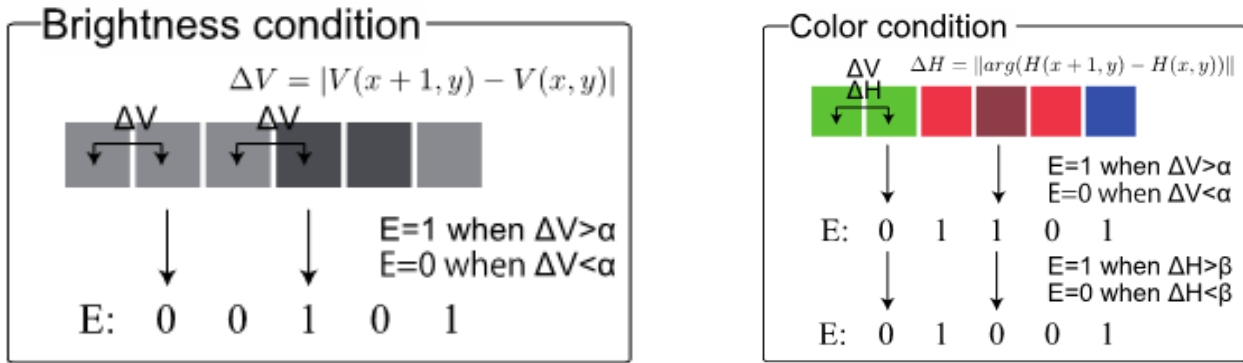 Brightness condition
ΔV = |V(x + 1, y) − V(x, y)|
ΔV ΔV
E=1 when ΔV>α
E=0 when ΔV<α
E: 0 0 1 0 1
Color condition
ΔV
ΔH
ΔH = ||arg(H(x + 1, y) − H(x, y))||
E=1 when ΔV>α
E=0 when ΔV<α
E: 0 1 1 0 1
E=1 when ΔH>β
E=0 when ΔH<β
E: 0 1 0 0 1